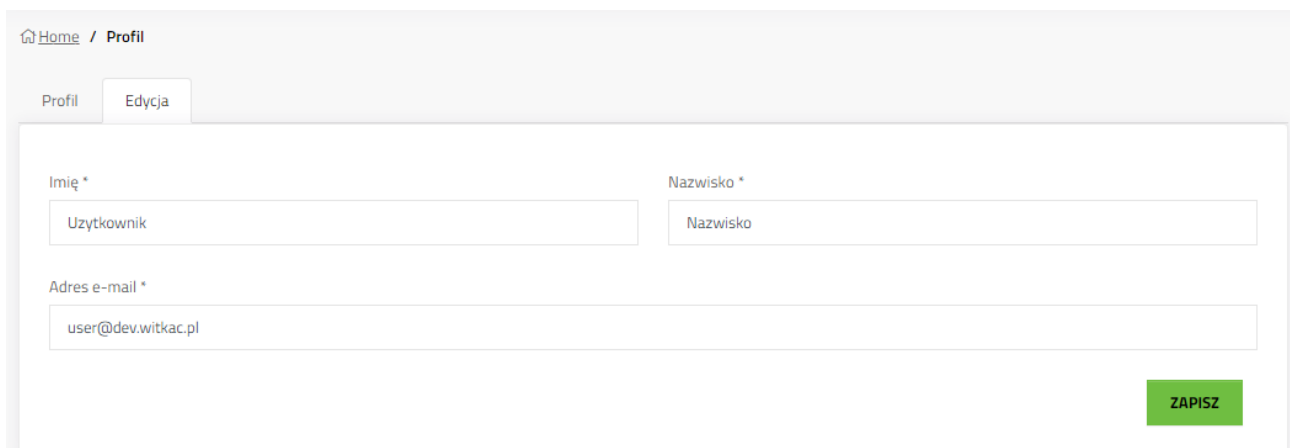 Home / Profil
Profil Edycja
Imię * Nazwisko *
Uzytkownik Nazwisko
Adres e-mail *
user@dev.witkac.pl
ZAPISZ